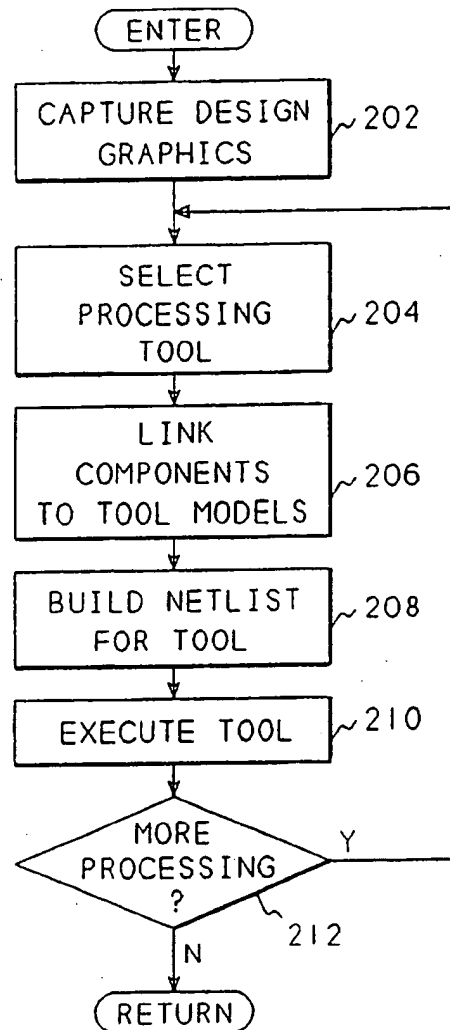 ENTER
CAPTURE DESIGN
GRAPHICS
202
SELECT
PROCESSING
TOOL
204
LINK
COMPONENTS
TO TOOL MODELS
206
BUILD NETLIST
FOR TOOL
208
EXECUTE TOOL
210
MORE
PROCESSING
?
Y
212
N
RETURN